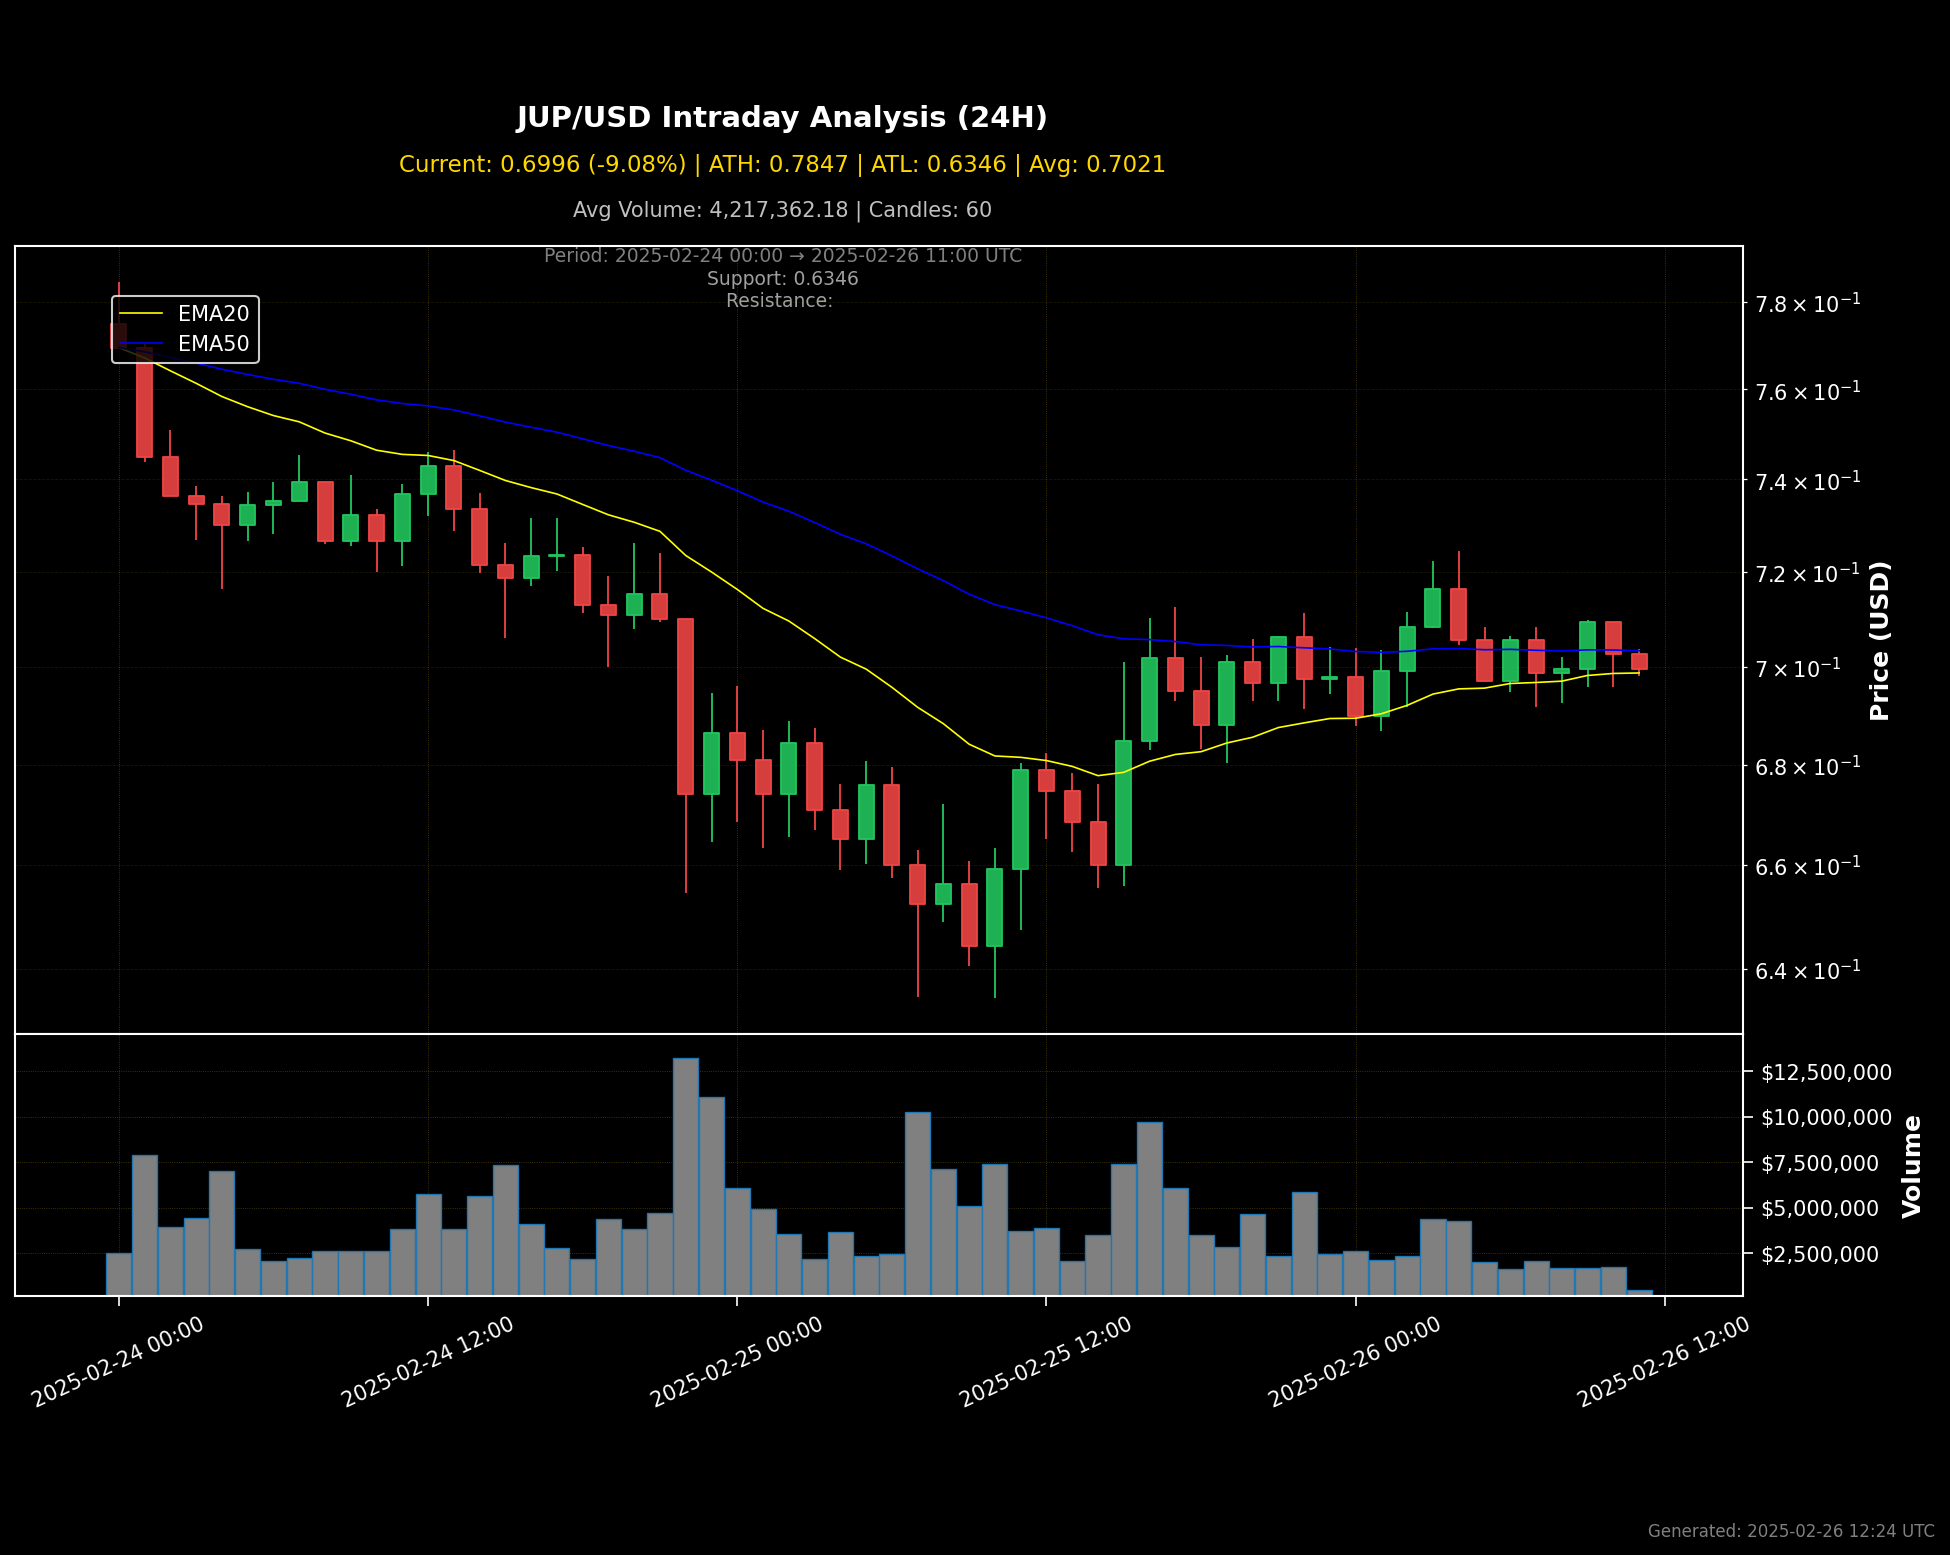 JUP/USD Intraday Analysis (24H)
Current: 0.6996 (-9.08%) | ATH: 0.7847 | ATL: 0.6346 | Avg: 0.7021
Avg Volume: 4,217,362.18 | Candles: 60
Period: 2025-02-24 00:00 → 2025-02-26 11:00 UTC
Support: 0.6346
Resistance:
EMA20
EMA50
7.8 × 10⁻¹
7.6 × 10⁻¹
7.4 × 10⁻¹
7.2 × 10⁻¹
7 × 10⁻¹
6.8 × 10⁻¹
6.6 × 10⁻¹
6.4 × 10⁻¹
Price (USD)
$12,500,000
$10,000,000
$7,500,000
$5,000,000
$2,500,000
Volume
2025-02-24 00:00
2025-02-24 12:00
2025-02-25 00:00
2025-02-25 12:00
2025-02-26 00:00
2025-02-26 12:00
Generated: 2025-02-26 12:24 UTC